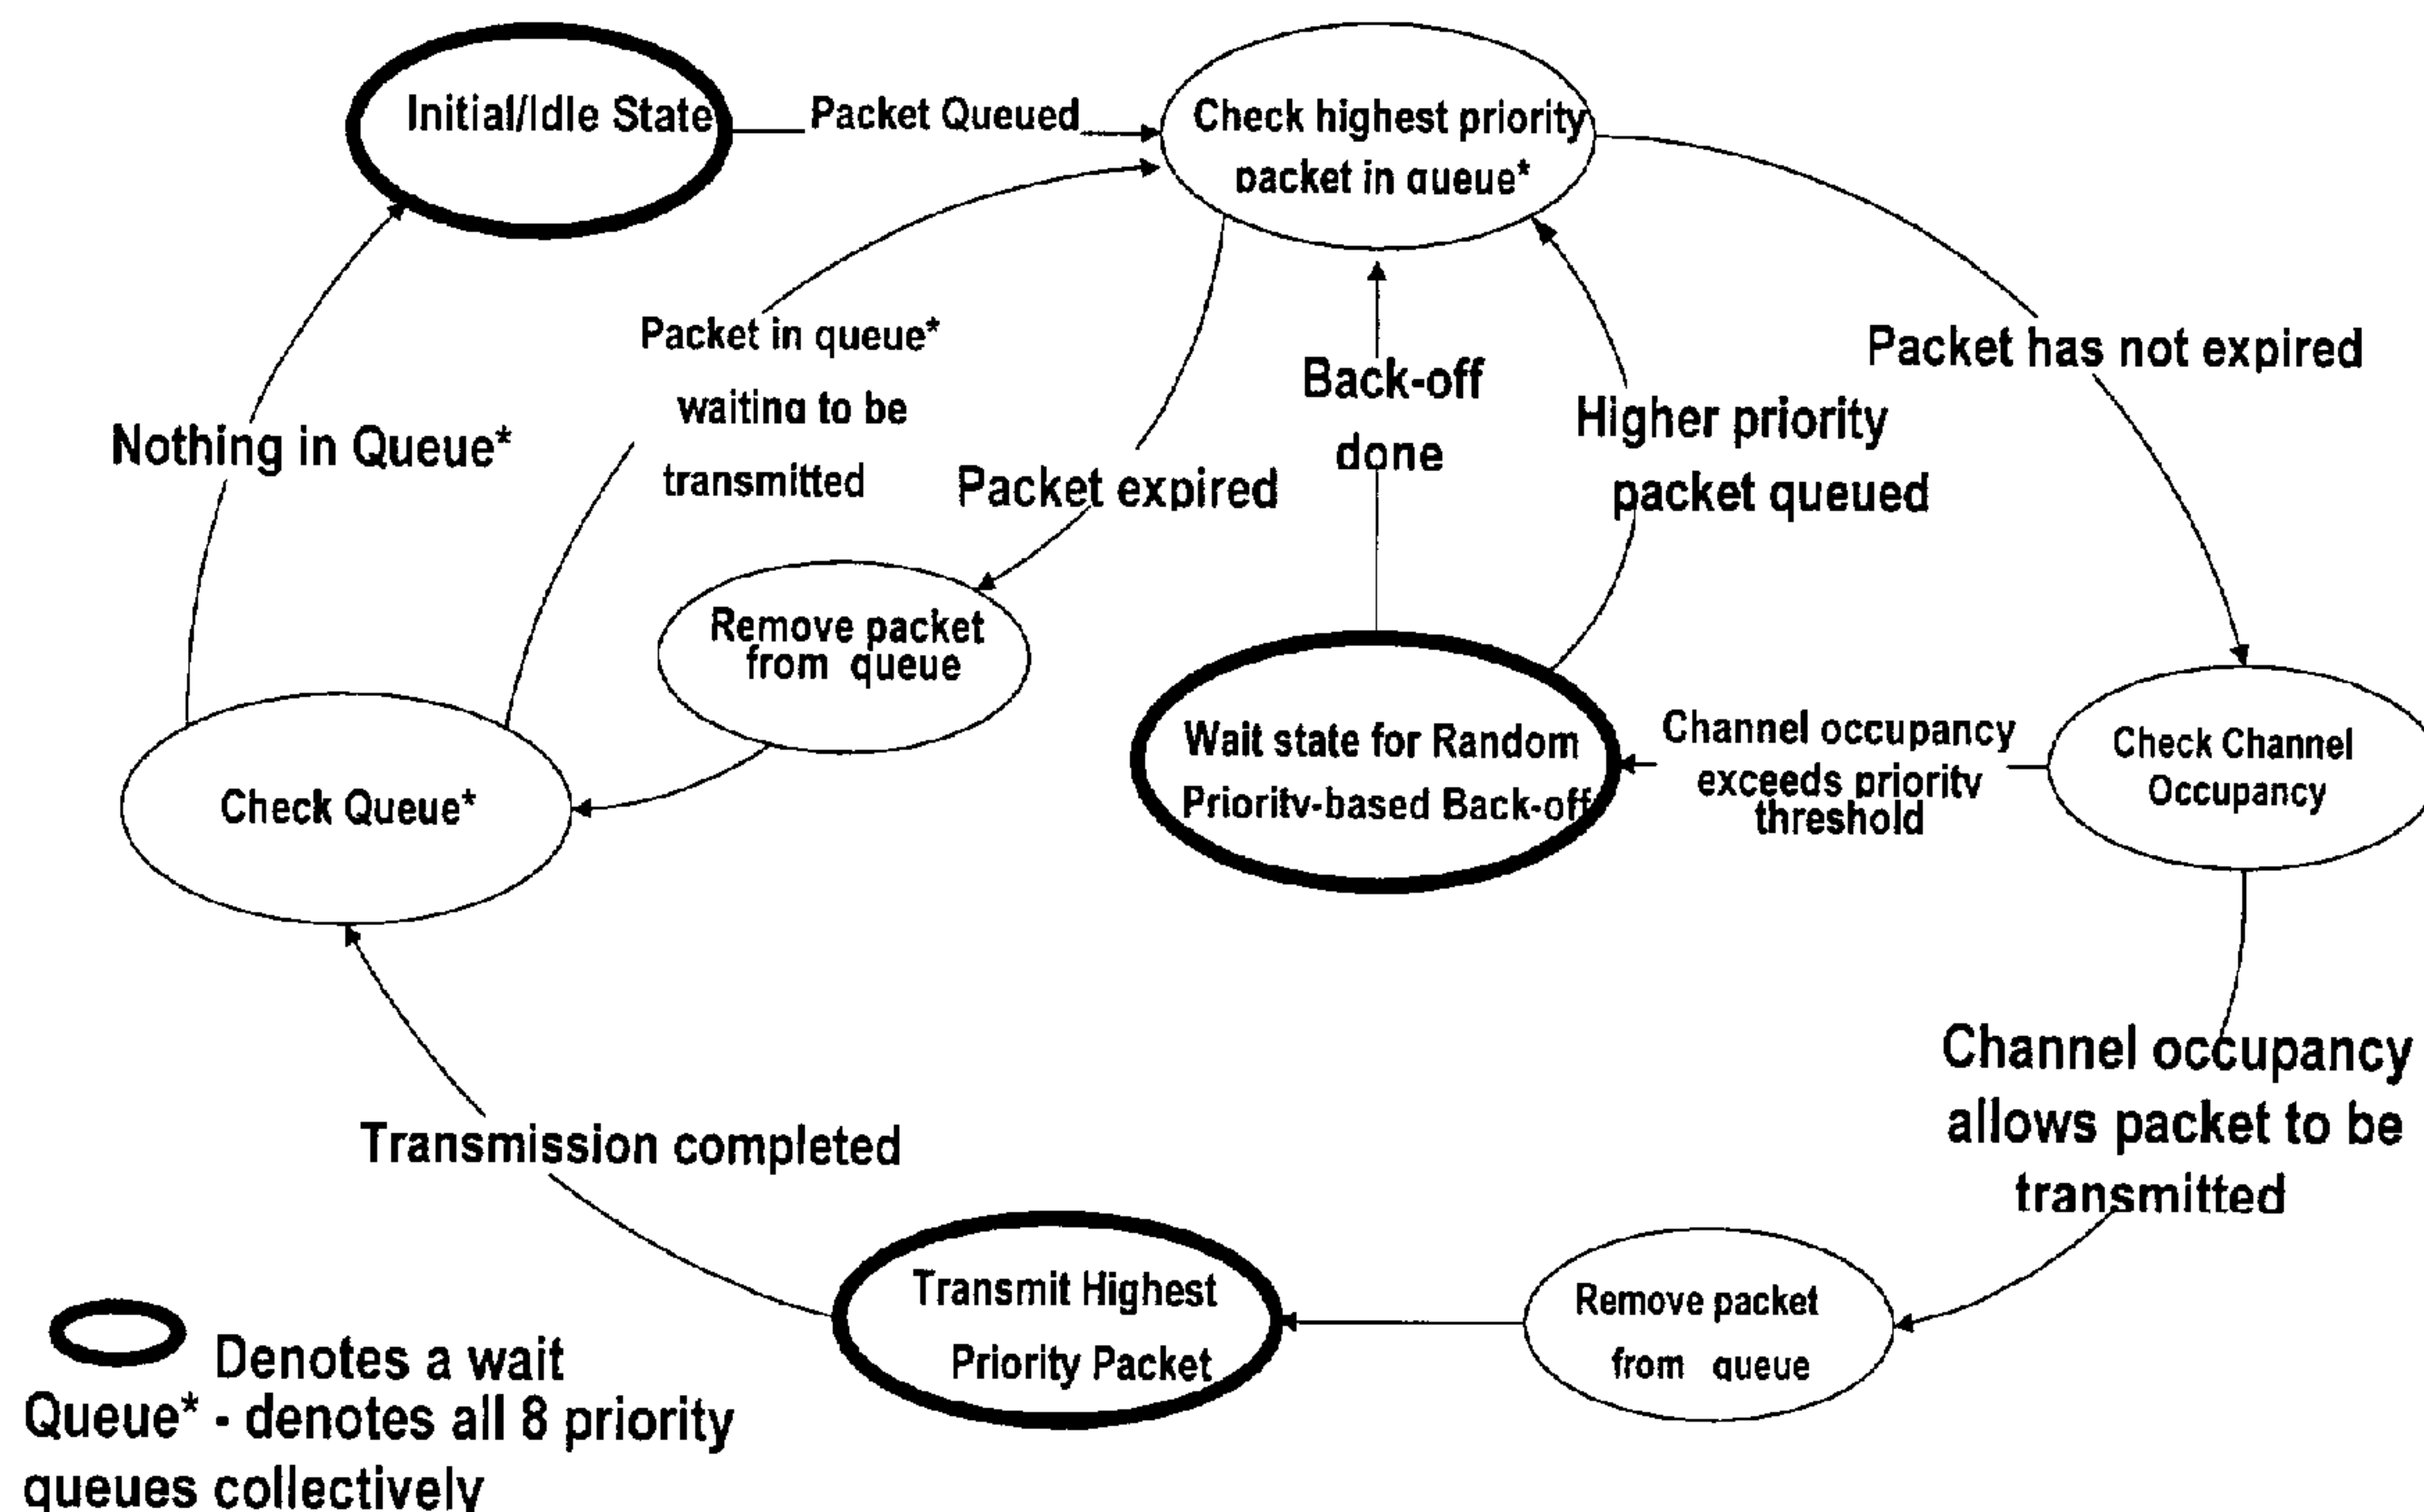 Initial/Idle State
Packet Queued
Check highest priority
packet in queue*
Packet in queue*
waiting to be
transmitted
Nothing in Queue*
Packet expired
Back-off
done
Higher priority
packet queued
Packet has not expired
Remove packet
from queue
Check Queue*
Wait state for Random
Priority-based Back-off
Channel occupancy
exceeds priority
threshold
Check Channel
Occupancy
Channel occupancy
allows packet to be
transmitted
Transmission completed
Transmit Highest
Priority Packet
Remove packet
from queue
Denotes a wait
Queue* - denotes all 8 priority
queues collectively